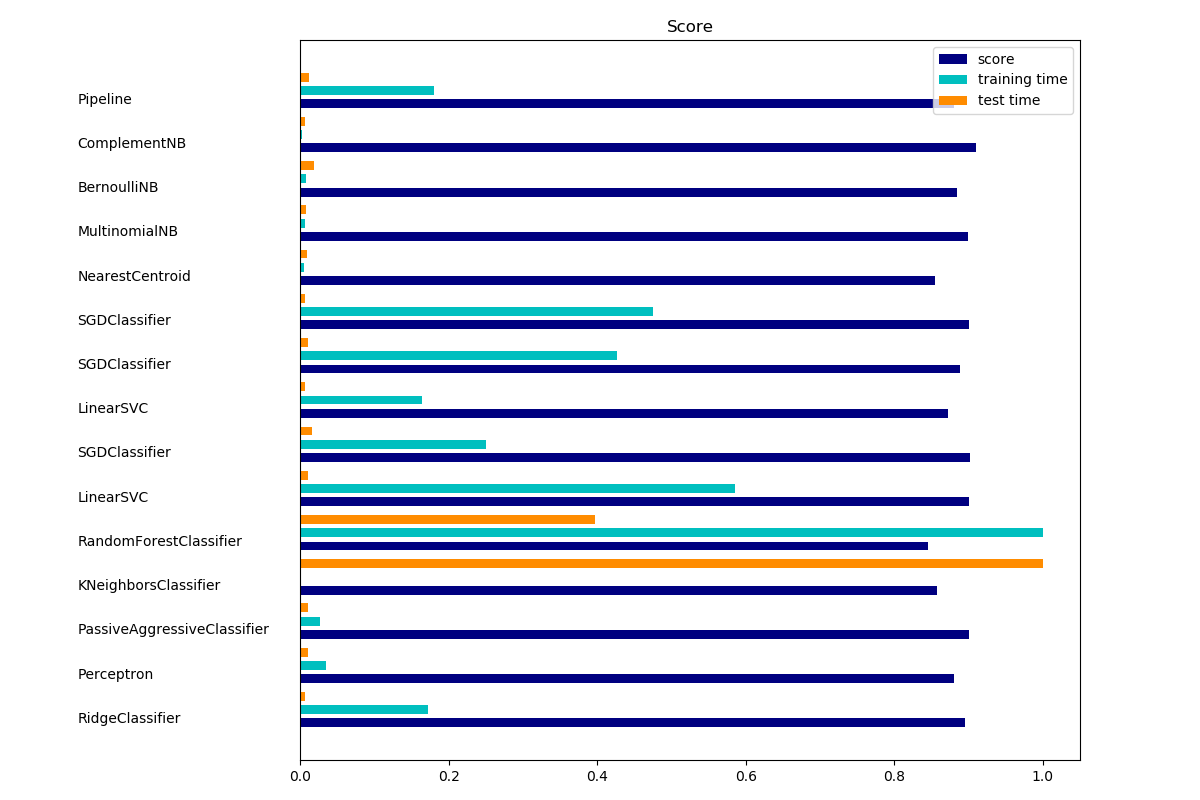 Score
score
training time
test time
Pipeline
ComplementNB
BernoulliNB
MultinomialNB
NearestCentroid
SGDClassifier
SGDClassifier
LinearSVC
SGDClassifier
LinearSVC
RandomForestClassifier
KNeighborsClassifier
PassiveAggressiveClassifier
Perceptron
RidgeClassifier
0.0 0.2 0.4 0.6 0.8 1.0